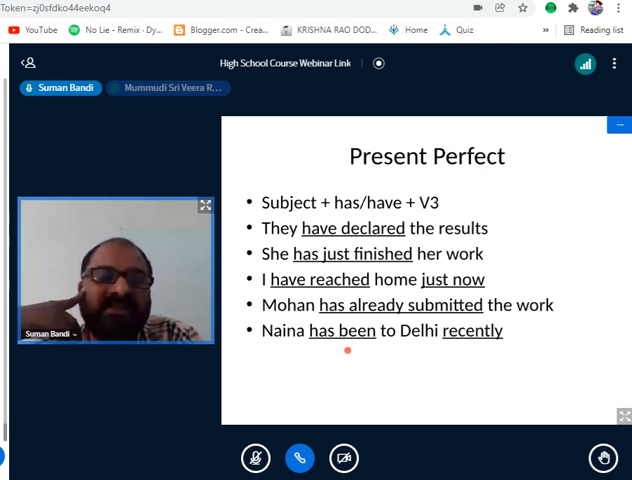 Token=zj0sfdko44eekoq4
YouTube
No Lie - Remix · Dy...
Blogger.com - Crea...
KRISHNA RAO DOD...
Home
Quiz
»
Reading list
High School Course Webinar Link
Suman Bandi
Mummudi Sri Veera R...
Present Perfect
• Subject + has/have + V3
• They have declared the results
• She has just finished her work
• I have reached home just now
• Mohan has already submitted the work
• Naina has been to Delhi recently
Suman Bandi